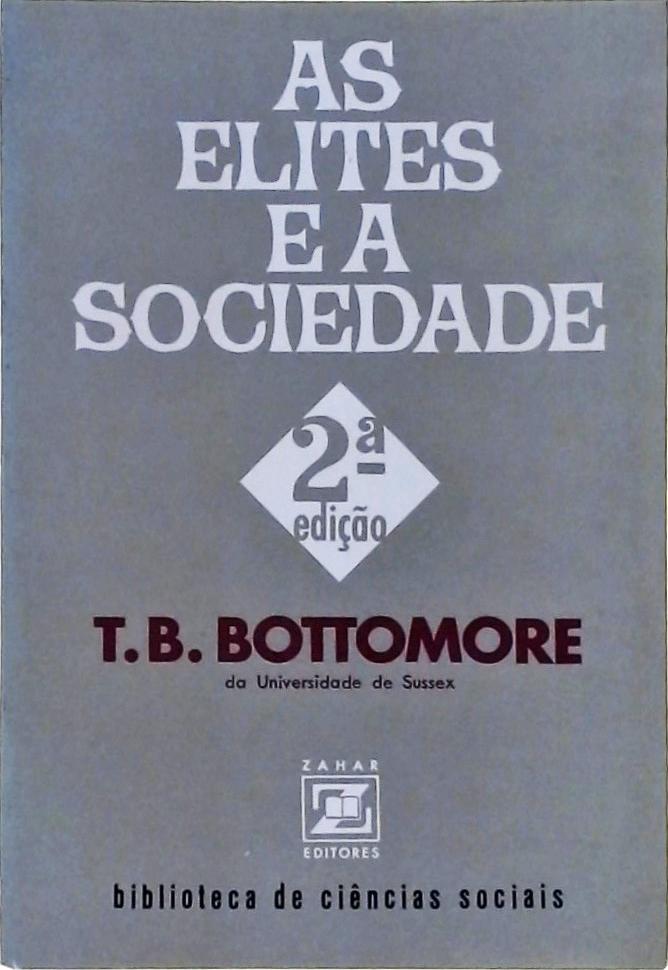 AS
ELITES
E A
SOCIEDADE
2ª
edição
T. B. BOTTOMORE
da Universidade de Sussex
ZAHAR
EDITORES
biblioteca de ciências sociais